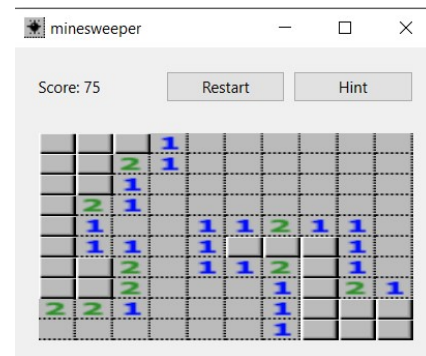 minesweeper
Score: 75 Restart Hint
1
2 1
1
2 1
1 1 1 2 1 1
1 1 1 1
2 1 1 2 1
2 1 2 1
2 2 1 1
1